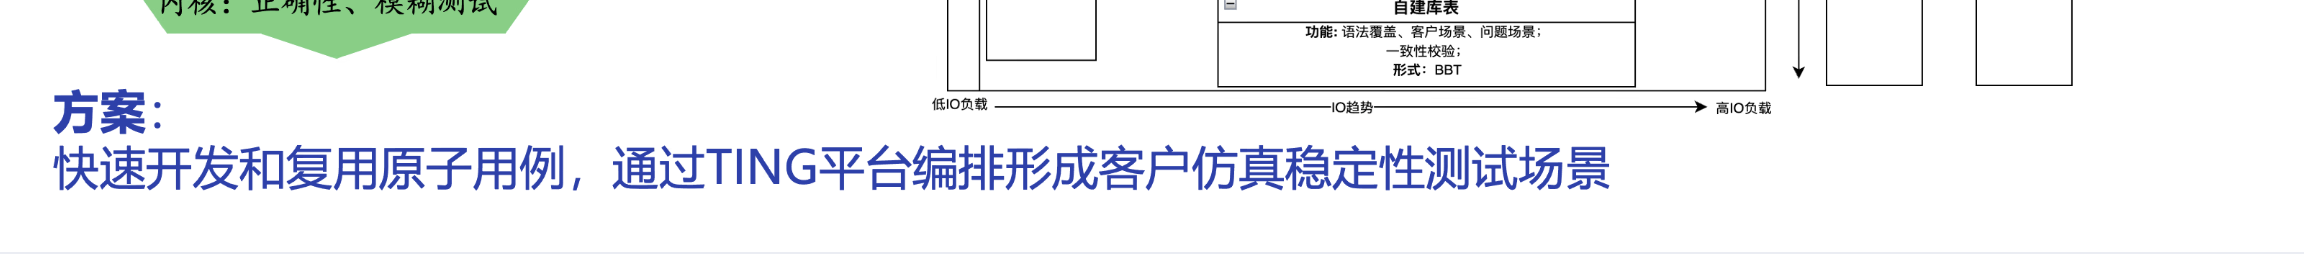 内核：正确性、模糊测试
自建库表
功能: 语法覆盖、客户场景、问题场景；
一致性校验；
形式：BBT
低IO负载
IO趋势
高IO负载
方案：
快速开发和复用原子用例，通过TING平台编排形成客户仿真稳定性测试场景